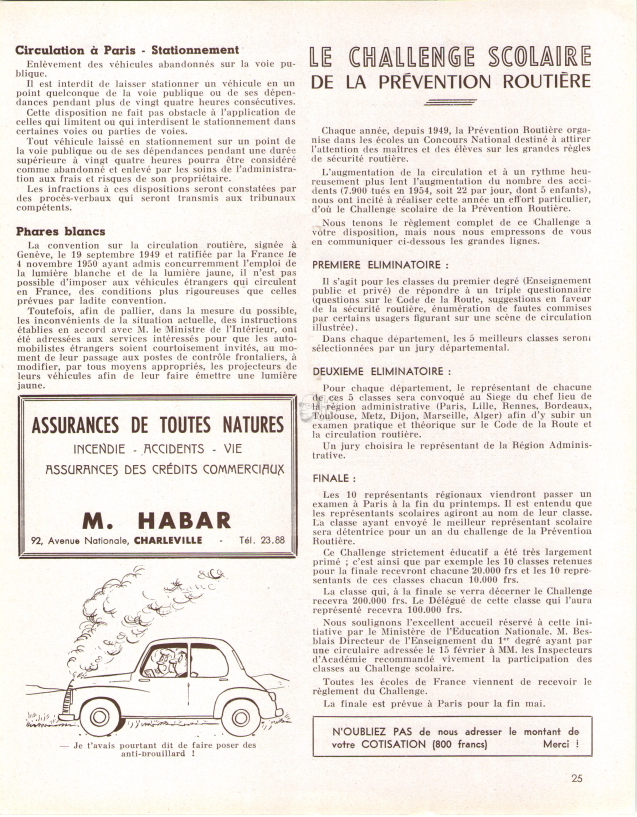 Circulation à Paris - Stationnement
Enlèvement des véhicules abandonnés sur la voie pu-
blique.
Il est interdit de laisser stationner un véhicule en un
point quelconque de la voie publique ou de ses dépen-
dances pendant plus de vingt quatre heures consécutives.
Cette disposition ne fait pas obstacle à l'application de
celles qui limitent ou qui interdisent le stationnement dans
certaines voies ou parties de voies.
Tout véhicule laissé en stationnement sur un point de
la voie publique ou de ses dépendances pendant une durée
supérieure à vingt quatre heures pourra être considéré
comme abandonné et enlevé par les soins de l'administra-
tion aux frais et risques de son propriétaire.
Les infractions à ces dispositions seront constatées par
des procès-verbaux qui seront transmis aux tribunaux
compétents.
Phares blancs
La convention sur la circulation routière, signée à
Genève, le 19 septembre 1949 et ratifiée par la France le
4 novembre 1950 ayant admis concurremment l'emploi de
la lumière blanche et de la lumière jaune, il n'est pas
possible d'imposer aux véhicules étrangers qui circulent
en France, des conditions plus rigoureuses que celles
prévues par ladite convention.
Toutefois, afin de pallier, dans la mesure du possible,
les inconvénients de la situation actuelle, des instructions
établies en accord avec M. le Ministre de l'Intérieur, ont
été adressées aux services intéressés pour que les auto-
mobilistes étrangers soient courtoisement invités, au mo-
ment de leur passage aux postes de contrôle frontaliers, à
modifier, par tous moyens appropriés, les projecteurs de
leurs véhicules afin de leur faire émettre une lumière
jaune.
ASSURANCES DE TOUTES NATURES
INCENDIE - ACCIDENTS - VIE
ASSURANCES DES CRÉDITS COMMERCIAUX
M. HABAR
92, Avenue Nationale, CHARLEVILLE - Tél. 23.88
— Je t'avais pourtant dit de faire poser des
anti-brouillard !
LE CHALLENGE SCOLAIRE
DE LA PRÉVENTION ROUTIÈRE
Chaque année, depuis 1949, la Prévention Routière orga-
nise dans les écoles un Concours National destiné à attirer
l'attention des maîtres et des élèves sur les grandes règles
de sécurité routière.
L'augmentation de la circulation et à un rythme heu-
reusement plus lent l'augmentation du nombre des acci-
dents (7.900 tués en 1954, soit 22 par jour, dont 5 enfants),
nous ont incité à réaliser cette année un effort particulier,
d'où le Challenge scolaire de la Prévention Routière.
Nous tenons le règlement complet de ce Challenge à
vôtre disposition, mais nous nous empressons de vous
en communiquer ci-dessous les grandes lignes.
PREMIERE ELIMINATOIRE :
Il s'agit pour les classes du premier degré (Enseignement
public et privé) de répondre à un triple questionnaire
(questions sur le Code de la Route, suggestions en faveur
de la sécurité routière, énumération de fautes commises
par certains usagers figurant sur une scène de circulation
illustrée).
Dans chaque département, les 5 meilleurs classes seront
sélectionnées par un jury départemental.
DEUXIEME ELIMINATOIRE :
Pour chaque département, le représentant de chacune
de ces 5 classes sera convoqué au Siege du chef lieu de
la région administrative (Paris, Lille, Rennes, Bordeaux,
Toulouse, Metz, Dijon, Marseille, Alger) afin d'y subir un
examen pratique et théorique sur le Code de la Route et
la circulation routière.
Un jury choisira le représentant de la Région Adminis-
trative.
FINALE :
Les 10 représentants régionaux viendront passer un
examen à Paris à la fin du printemps. Il est entendu que
les représentants scolaires agiront au nom de leur classe.
La classe ayant envoyé le meilleur représentant scolaire
sera détentrice pour un an du challenge de la Prévention
Routière.
Ce Challenge strictement éducatif a été très largement
primé ; c'est ainsi que par exemple les 10 classes retenues
pour la finale recevront chacune 20.000 frs et les 10 repre-
sentants de ces classes chacun 10.000 frs.
La classe qui, à la finale se verra décerner le Challenge
recevra 200.000 frs. Le Délégué de cette classe qui l'aura
représenté recevra 100.000 frs.
Nous soulignons l'excellent accueil réservé à cette ini-
tiative par le Ministère de l'Education Nationale. M. Bes-
blais Directeur de l'Enseignement du 1er degré ayant par
une circulaire adressée le 15 février à MM. les Inspecteurs
d'Académie recommandé vivement la participation des
classes au Challenge scolaire.
Toutes les écoles de France viennent de recevoir le
règlement du Challenge.
La finale est prévue à Paris pour la fin mai.
N'OUBLIEZ PAS de nous adresser le montant de
votre COTISATION (800 francs) Merci !
25